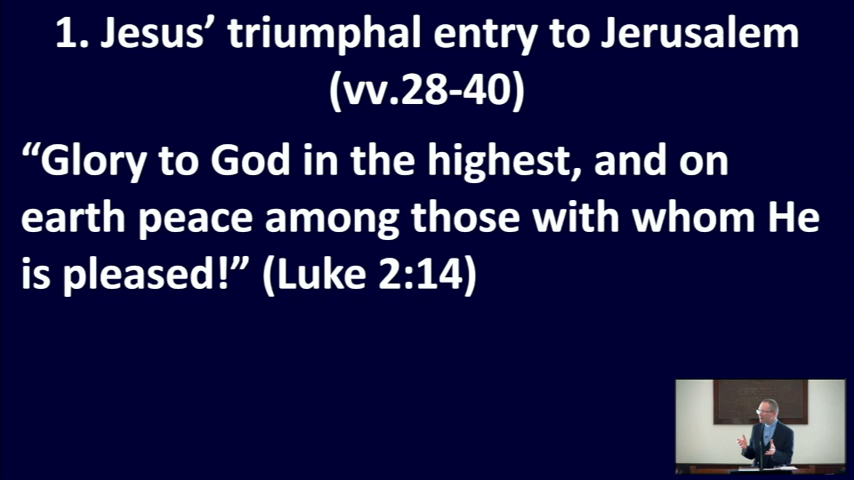 1. Jesus’ triumphal entry to Jerusalem
(vv.28-40)
“Glory to God in the highest, and on
earth peace among those with whom He
is pleased!” (Luke 2:14)